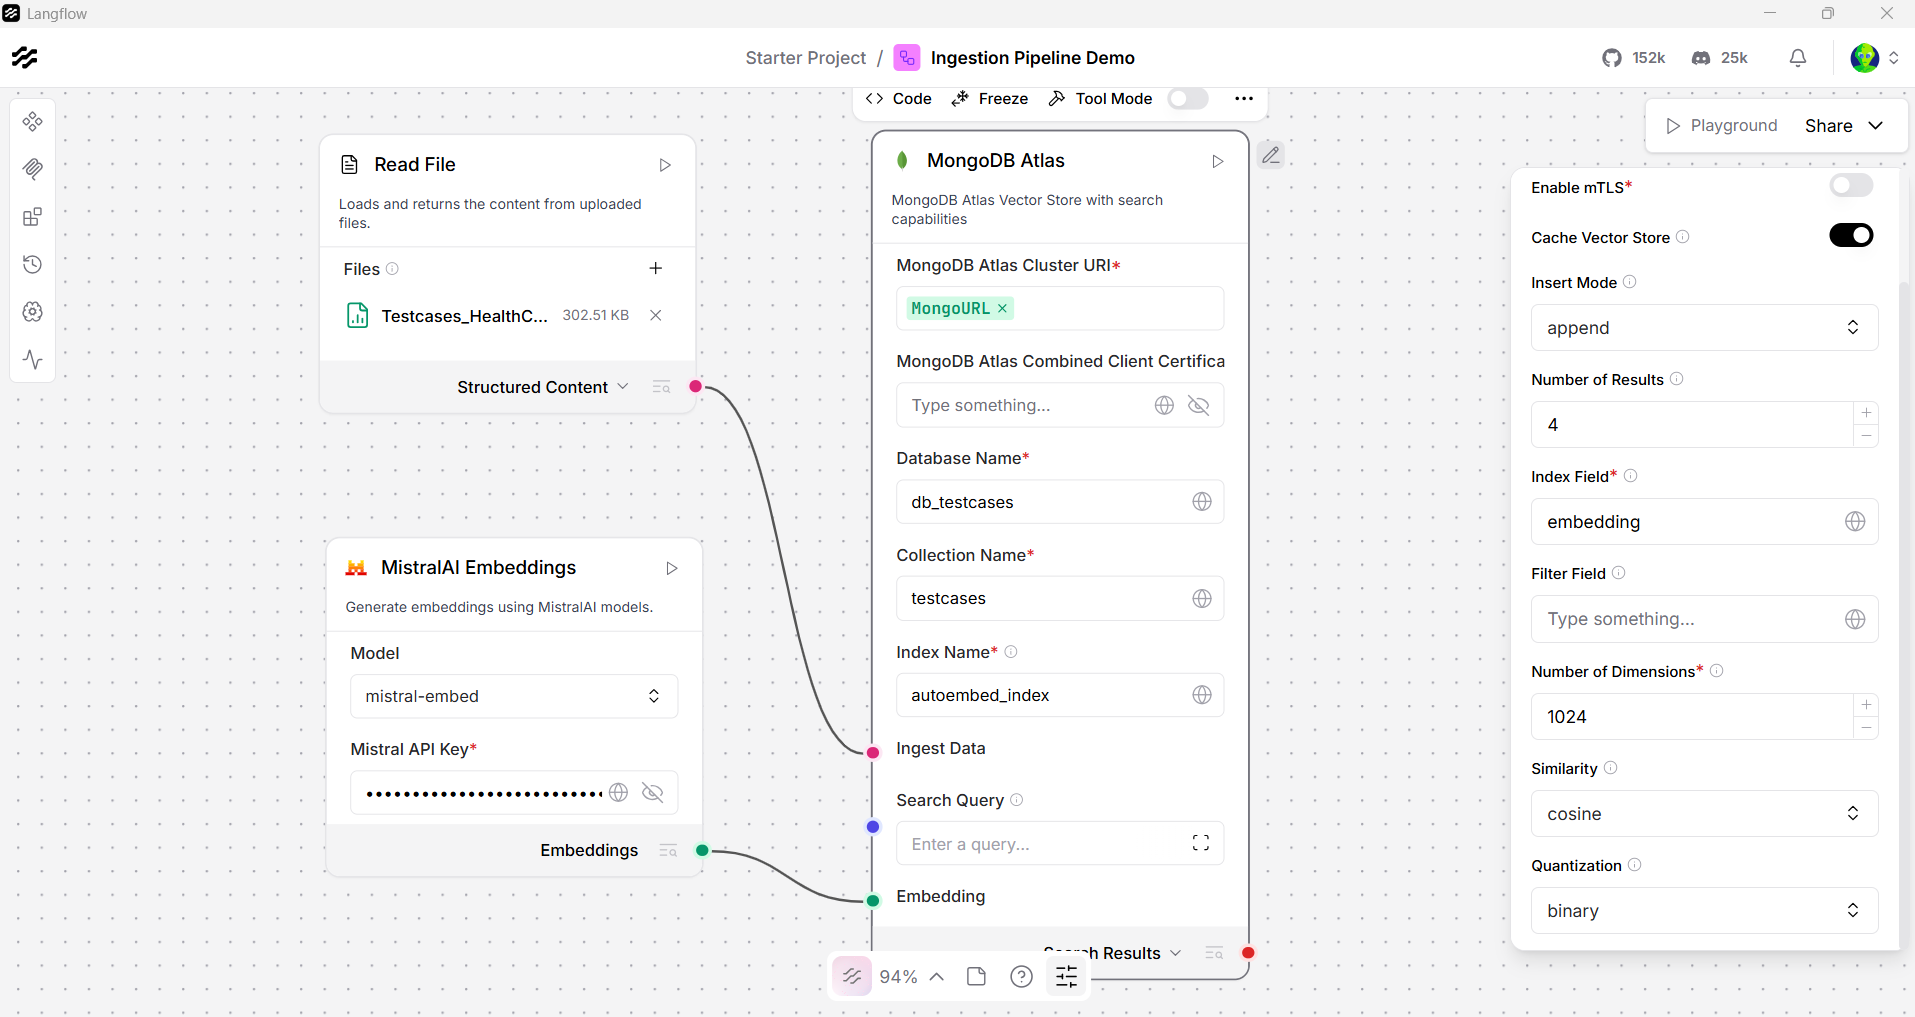 Langflow
Starter Project / Ingestion Pipeline Demo
152k
25k
Code
Freeze
Tool Mode
Playground
Share
Read File
Loads and returns the content from uploaded
files.
Files
Testcases_HealthC...
302.51 KB
Structured Content
MistralAI Embeddings
Generate embeddings using MistralAI models.
Model
mistral-embed
Mistral API Key*
••••••••••••••••••••••••••
Embeddings
MongoDB Atlas
MongoDB Atlas Vector Store with search
capabilities
MongoDB Atlas Cluster URI*
MongoURL ×
MongoDB Atlas Combined Client Certifica
Type something...
Database Name*
db_testcases
Collection Name*
testcases
Index Name*
autoembed_index
Ingest Data
Search Query
Enter a query...
Embedding
Search Results
94%
Enable mTLS*
Cache Vector Store
Insert Mode
append
Number of Results
4
Index Field*
embedding
Filter Field
Type something...
Number of Dimensions*
1024
Similarity
cosine
Quantization
binary